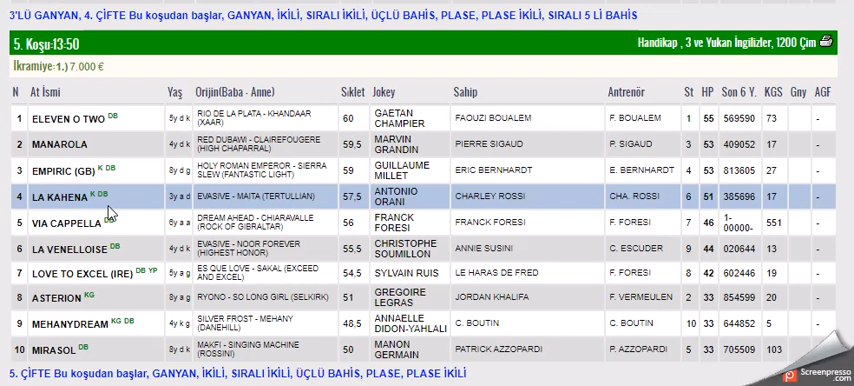 3'LÜ GANYAN, 4. ÇİFTE Bu koşudan başlar, GANYAN, İKİLİ, SIRALI İKİLİ, ÜÇLÜ BAHİS, PLASE, PLASE İKİLİ, SIRALI 5 Lİ BAHİS
5. Koşu:13:50 Handikap , 3 ve Yukarı İngilizler, 1200 Çim
Ikramiye:1.) 7.000 €
N At İsmi Yaş Orijin(Baba - Anne) Sıklet Jokey Sahip Antrenör St HP Son 6 Y. KGS Gny AGF
1 ELEVEN O TWO DB 5y d k RIO DE LA PLATA - KHANDAAR (XAAR) 60 GAETAN CHAMPIER FAOUZI BOUALEM F. BOUALEM 1 55 569590 73 -
2 MANAROLA 4y d k RED DUBAWI - CLAIREFOUGERE (HIGH CHAPARRAL) 59,5 MARVIN GRANDIN PIERRE SIGAUD P. SIGAUD 3 53 409052 17 -
3 EMPIRIC (GB) K DB 8y d g HOLY ROMAN EMPEROR - SIERRA SLEW (FANTASTIC LIGHT) 59 GUILLAUME MILLET ERIC BERNHARDT E. BERNHARDT 4 53 813605 27 -
4 LA KAHENA K DB 3y a d EVASIVE - MAITA (TERTULLIAN) 57,5 ANTONIO ORANI CHARLEY ROSSI CHA. ROSSI 6 51 385696 17 -
5 VIA CAPPELLA DB 6y a a DREAM AHEAD - CHIARAVALLE (ROCK OF GIBRALTAR) 56 FRANCK FORESI FRANCK FORESI F. FORESI 7 46 1-00000- 551 -
6 LA VENELLOISE DB 4y d k EVASIVE - NOOR FOREVER (HIGHEST HONOR) 55,5 CHRISTOPHE SOUMILLON ANNIE SUSINI C. ESCUDER 9 44 020644 13 -
7 LOVE TO EXCEL (IRE) DB YP 5y a g ES QUE LOVE - SAKAL (EXCEED AND EXCEL) 54,5 SYLVAIN RUIS LE HARAS DE FRED F. FORESI 8 42 602446 19 -
8 ASTERION KG 8y a g RYONO - SO LONG GIRL (SELKIRK) 51 GREGOIRE LEGRAS JORDAN KHALIFA F. VERMEULEN 2 33 854599 20 -
9 MEHANYDREAM KG DB 4y k g SILVER FROST - MEHANY (DANEHILL) 48,5 ANNAELLE DIDON-YAHLALI C. BOUTIN C. BOUTIN 10 33 644852 5 -
10 MIRASOL DB 8y d k MAKFI - SINGING MACHINE (ROSSINI) 50 MANON GERMAIN PATRICK AZZOPARDI P. AZZOPARDI 5 33 705509 103 -
5. ÇİFTE Bu koşudan başlar, GANYAN, İKİLİ, SIRALI İKİLİ, ÜÇLÜ BAHİS, PLASE, PLASE İKİLİ
Screenpresso.com